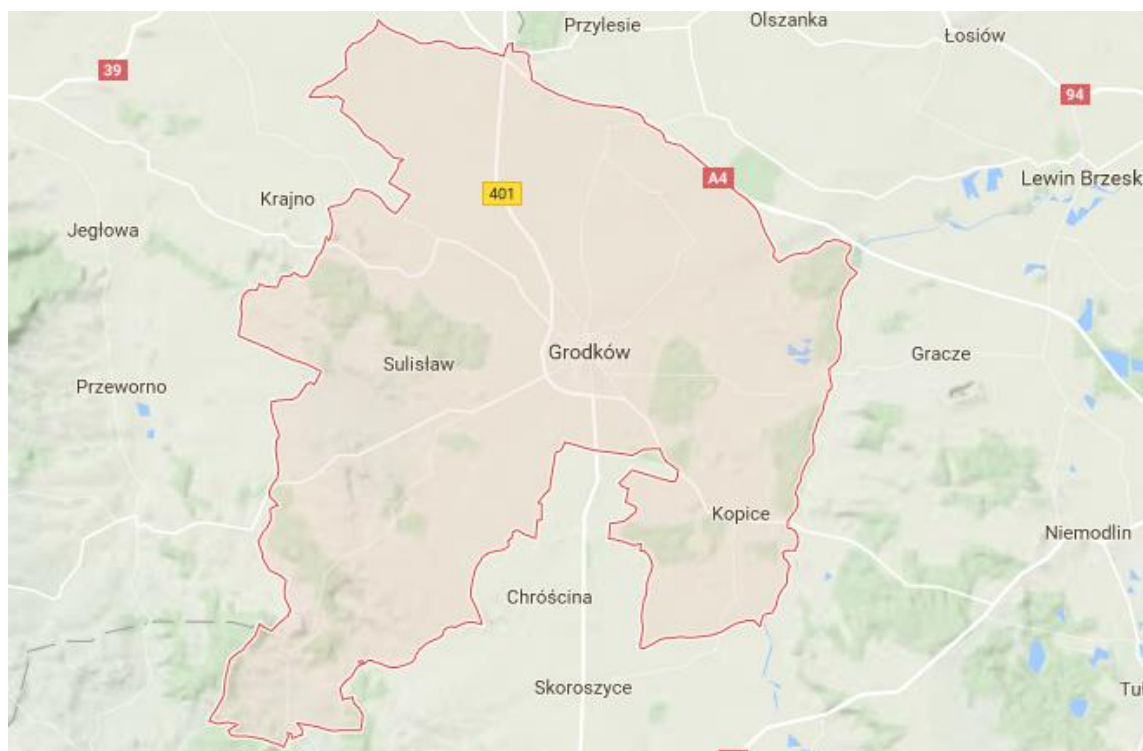 Przylesie
Olszanka
Łosiów
39
94
A4
Lewin Brzesk
401
Krajno
Jegłowa
Grodków
Gracze
Sulisław
Przeworno
Kopice
Niemodlin
Chróścina
Skoroszyce
Tuł